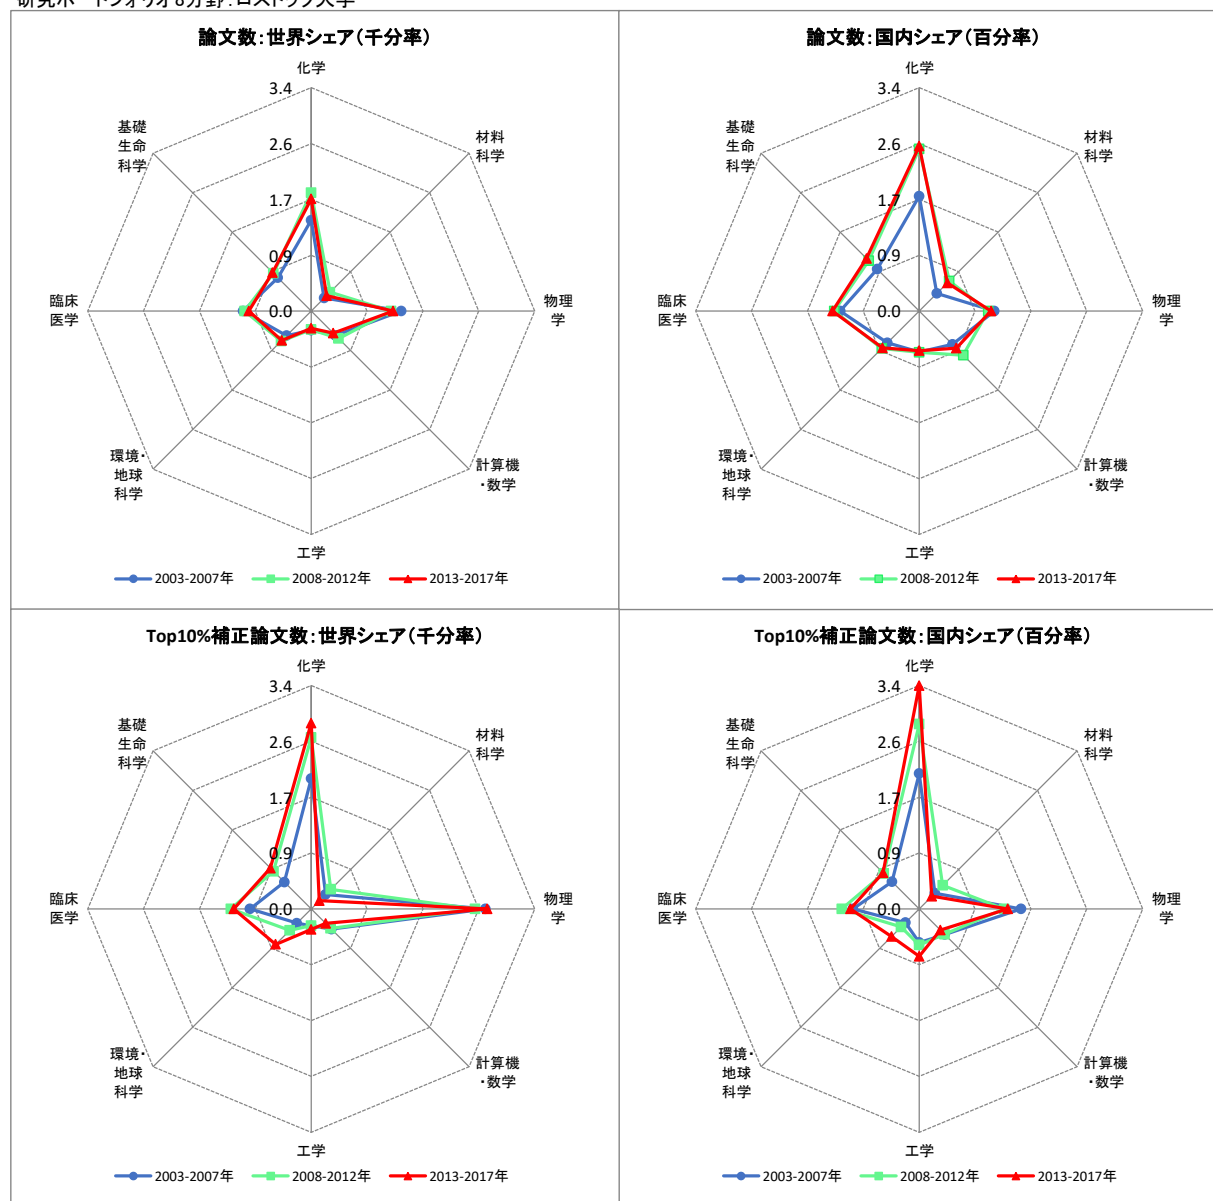 研究ポートフォリオ8分野:ロストック大学
論文数:世界シェア(千分率)
化学
3.4
2.6
1.7
0.9
0.0
材料
科学
物理
学
計算機
・数学
工学
環境・
地球
科学
臨床
医学
基礎
生命
科学
2003-2007年 2008-2012年 2013-2017年
論文数:国内シェア(百分率)
化学
3.4
2.6
1.7
0.9
0.0
材料
科学
物理
学
計算機
・数学
工学
環境・
地球
科学
臨床
医学
基礎
生命
科学
2003-2007年 2008-2012年 2013-2017年
Top10%補正論文数:世界シェア(千分率)
化学
3.4
2.6
1.7
0.9
0.0
材料
科学
物理
学
計算機
・数学
工学
環境・
地球
科学
臨床
医学
基礎
生命
科学
2003-2007年 2008-2012年 2013-2017年
Top10%補正論文数:国内シェア(百分率)
化学
3.4
2.6
1.7
0.9
0.0
材料
科学
物理
学
計算機
・数学
工学
環境・
地球
科学
臨床
医学
基礎
生命
科学
2003-2007年 2008-2012年 2013-2017年